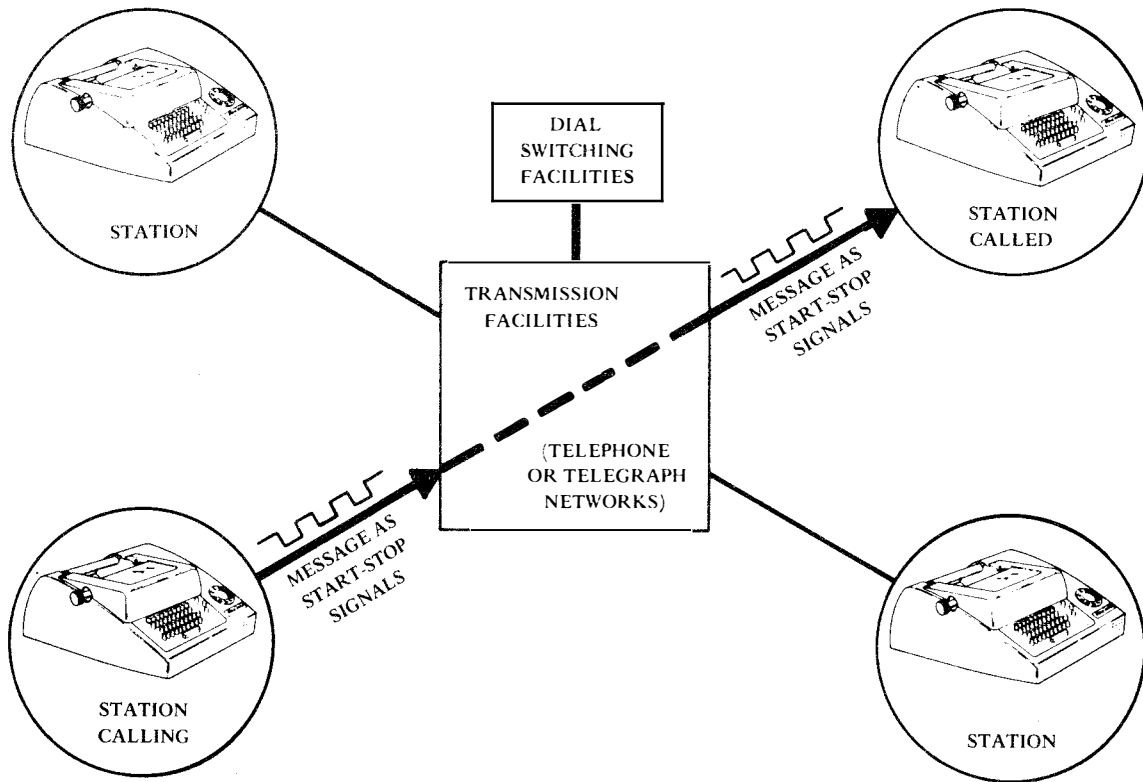 DIAL
SWITCHING
FACILITIES
STATION
STATION
CALLED
TRANSMISSION
FACILITIES
MESSAGE AS
START-STOP
SIGNALS
(TELEPHONE
OR TELEGRAPH
NETWORKS)
MESSAGE AS
START-STOP
SIGNALS
STATION
CALLING
STATION